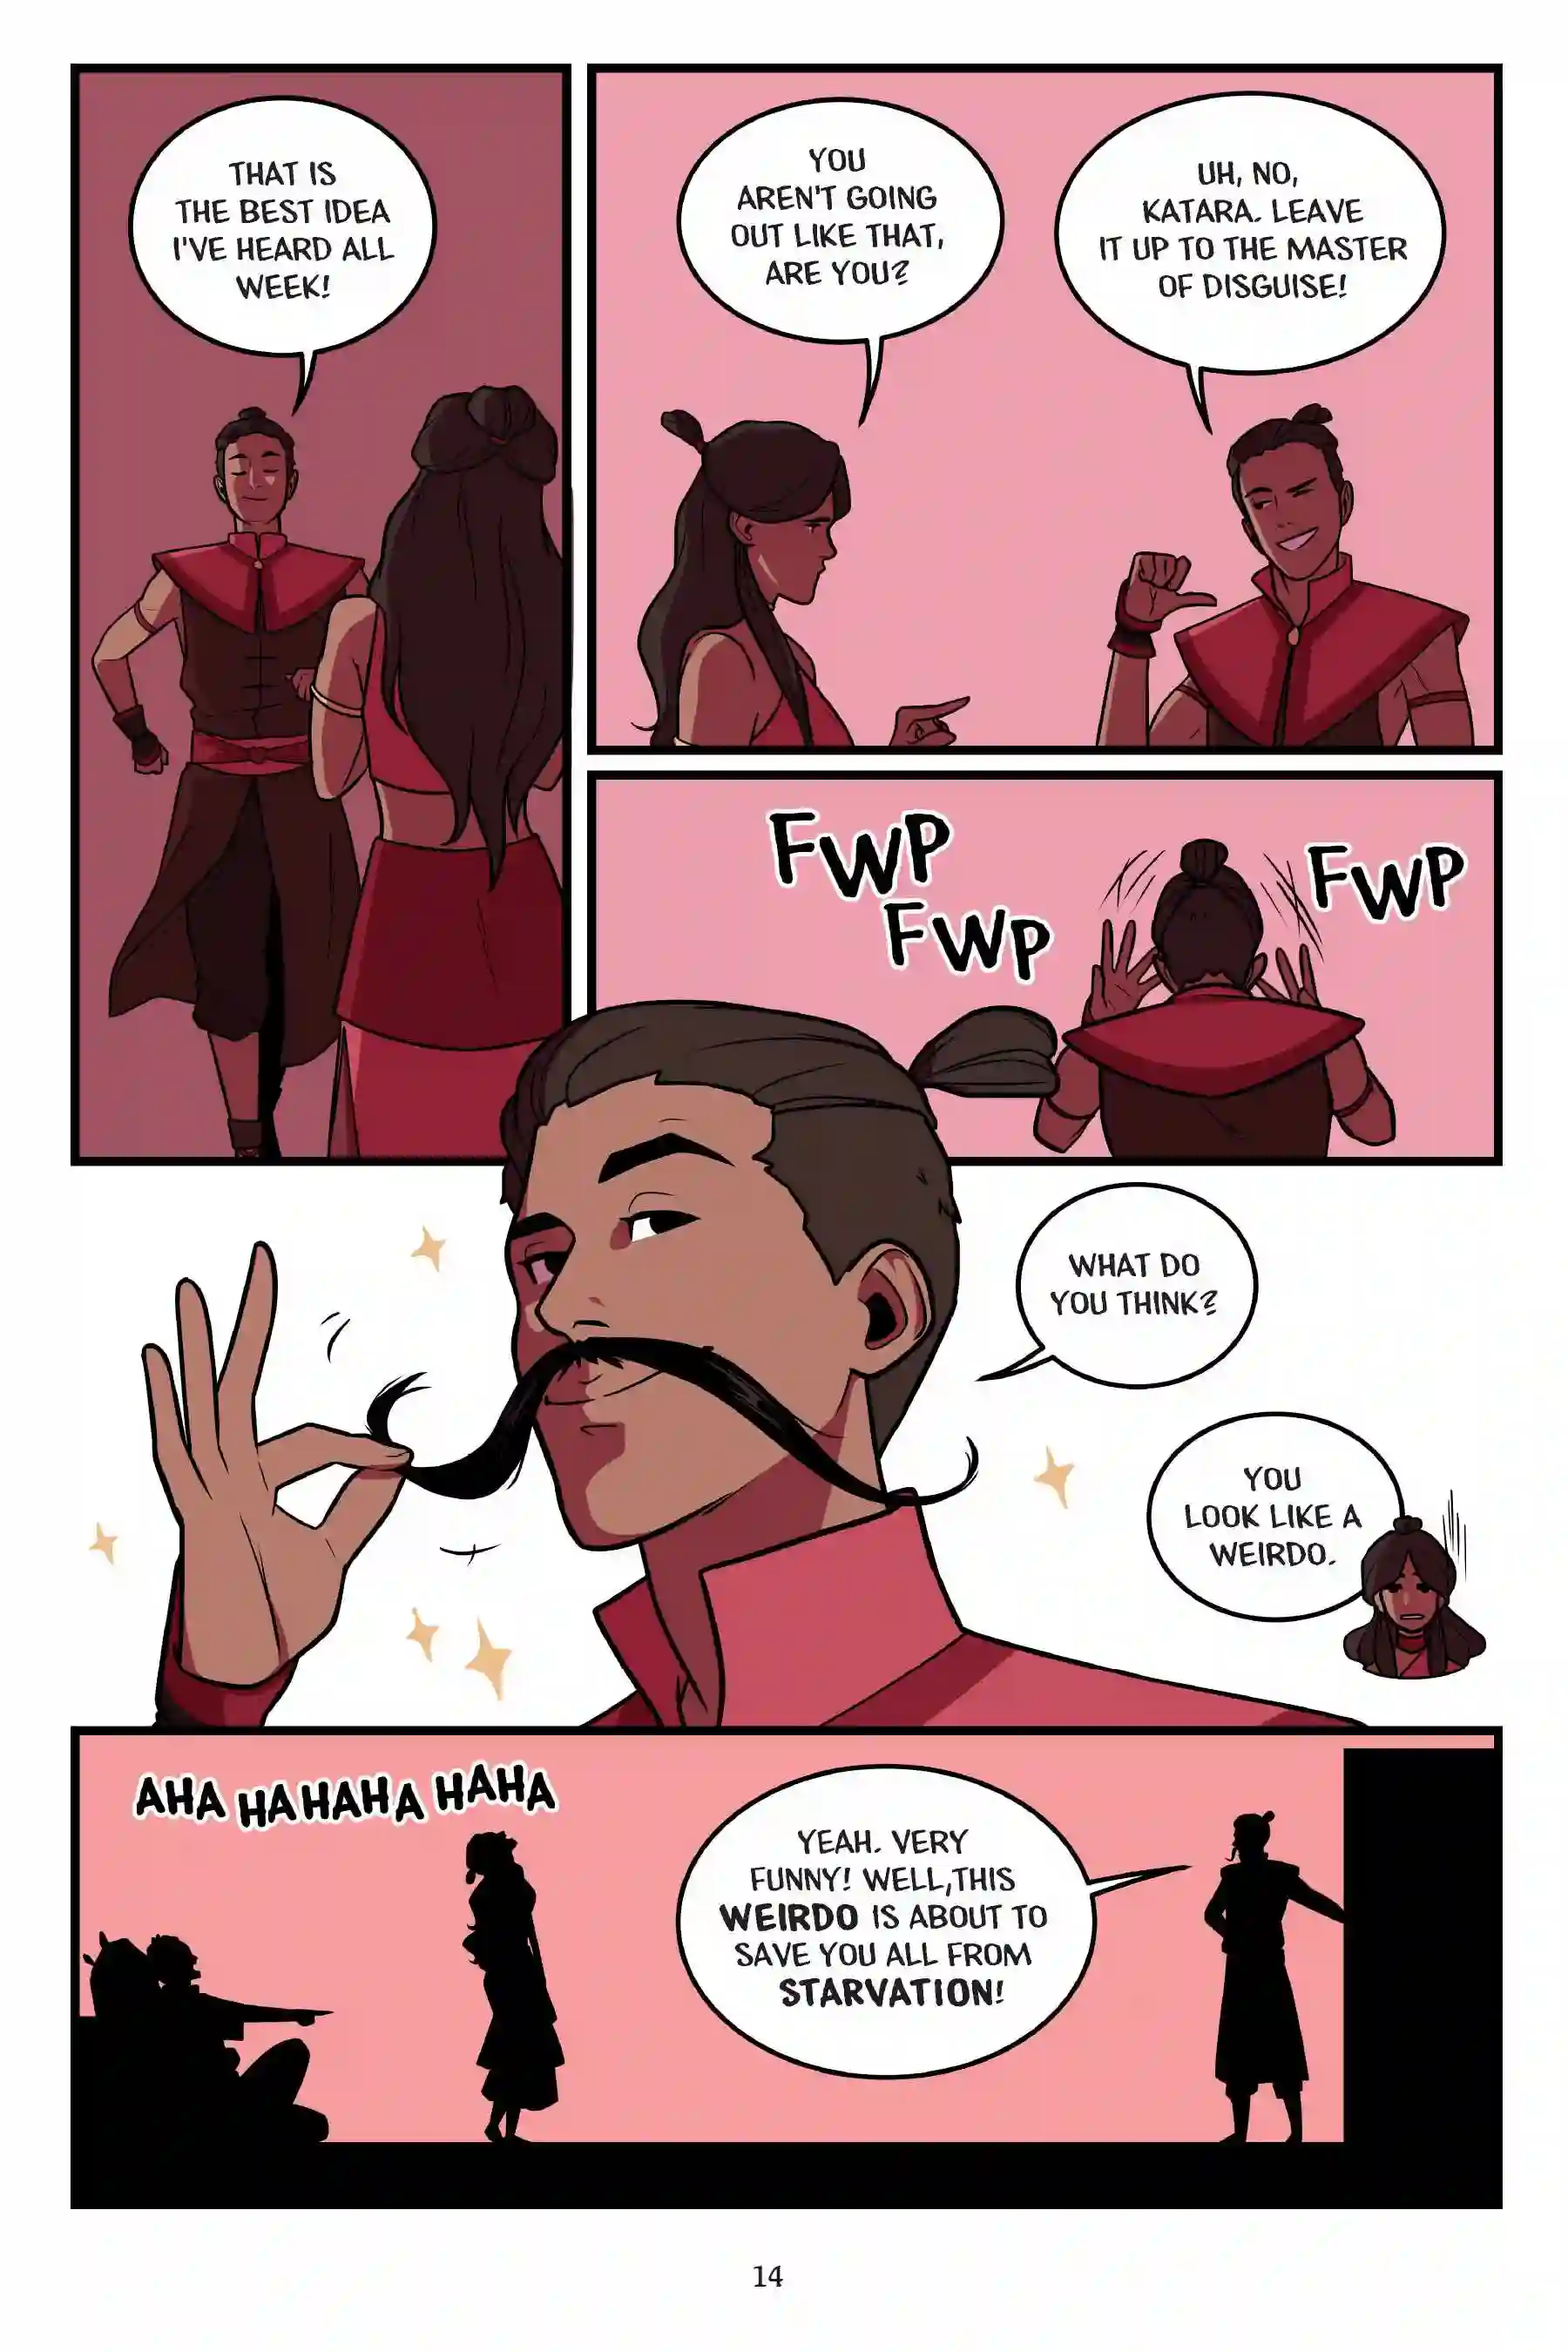 THAT IS
THE BEST IDEA
I'VE HEARD ALL
WEEK!
YOU
AREN'T GOING
OUT LIKE THAT,
ARE YOU?
UH, NO,
KATARA. LEAVE
IT UP TO THE MASTER
OF DISGUISE!
FWP
FWP
FWP
WHAT DO
YOU THINK?
YOU
LOOK LIKE A
WEIRDO.
AHA HAHAHA HAHA
YEAH. VERY
FUNNY! WELL,THIS
WEIRDO IS ABOUT TO
SAVE YOU ALL FROM
STARVATION!
14